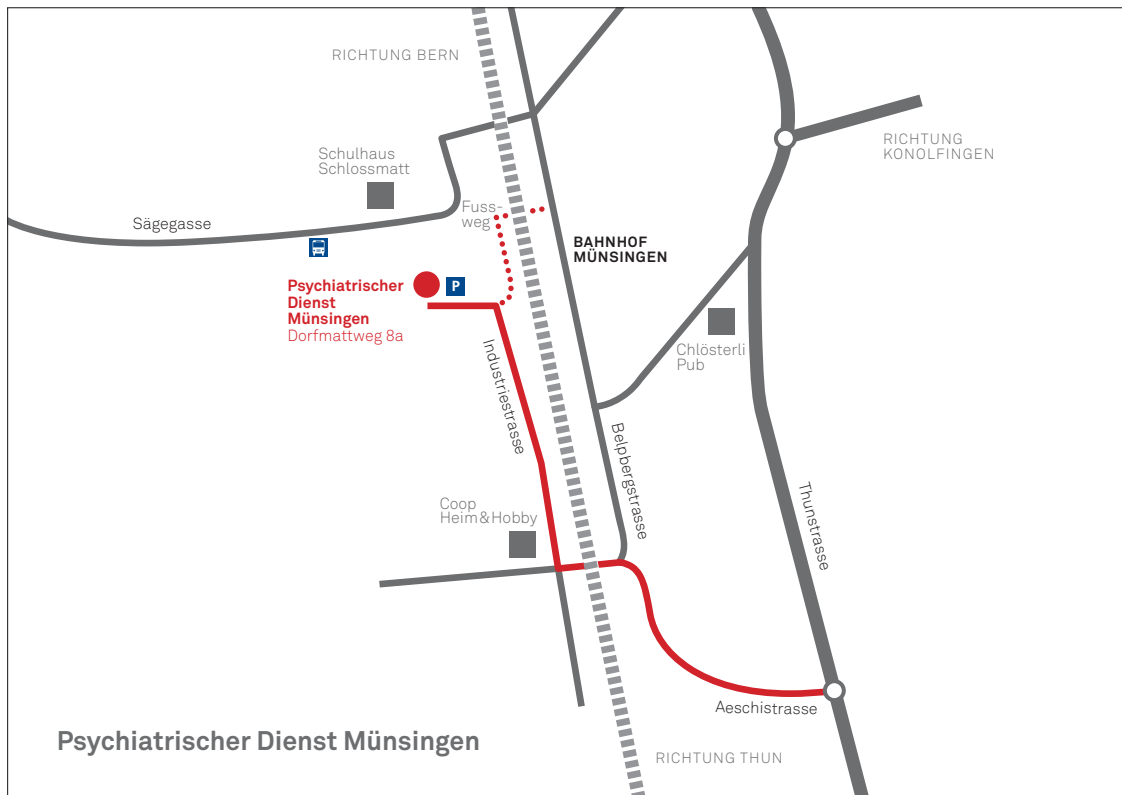 RICHTUNG BERN
RICHTUNG
KONOLFINGEN
Schulhaus
Schlossmatt
Fuss-
weg
Sägegasse
BAHNHOF
MÜNSINGEN
Psychiatrischer
Dienst
Münsingen
Dorfmattweg 8a
P
Chlösterli
Pub
Industriestrasse
Belpbergstrasse
Thunstrasse
Coop
Heim&Hobby
Aeschistrasse
Psychiatrischer Dienst Münsingen
RICHTUNG THUN